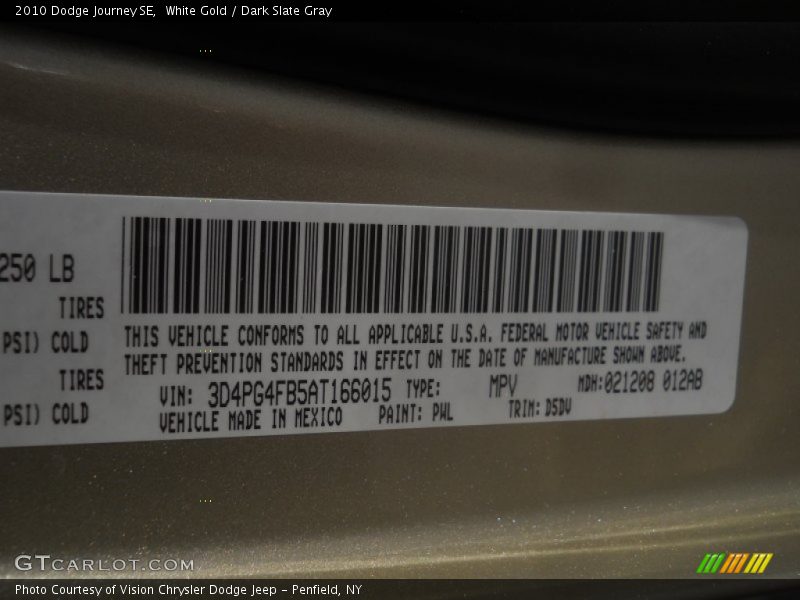 2010 Dodge Journey SE, White Gold / Dark Slate Gray
250 LB
TIRES
PSI) COLD
TIRES
PSI) COLD
THIS VEHICLE CONFORMS TO ALL APPLICABLE U.S.A. FEDERAL MOTOR VEHICLE SAFETY AND
THEFT PREVENTION STANDARDS IN EFFECT ON THE DATE OF MANUFACTURE SHOWN ABOVE.
VIN: 3D4PG4FB5AT166015 TYPE: MPV MDH:021208 012AB
VEHICLE MADE IN MEXICO PAINT: PWL TRIM: D5DV
GTCARLOT.COM
Photo Courtesy of Vision Chrysler Dodge Jeep – Penfield, NY